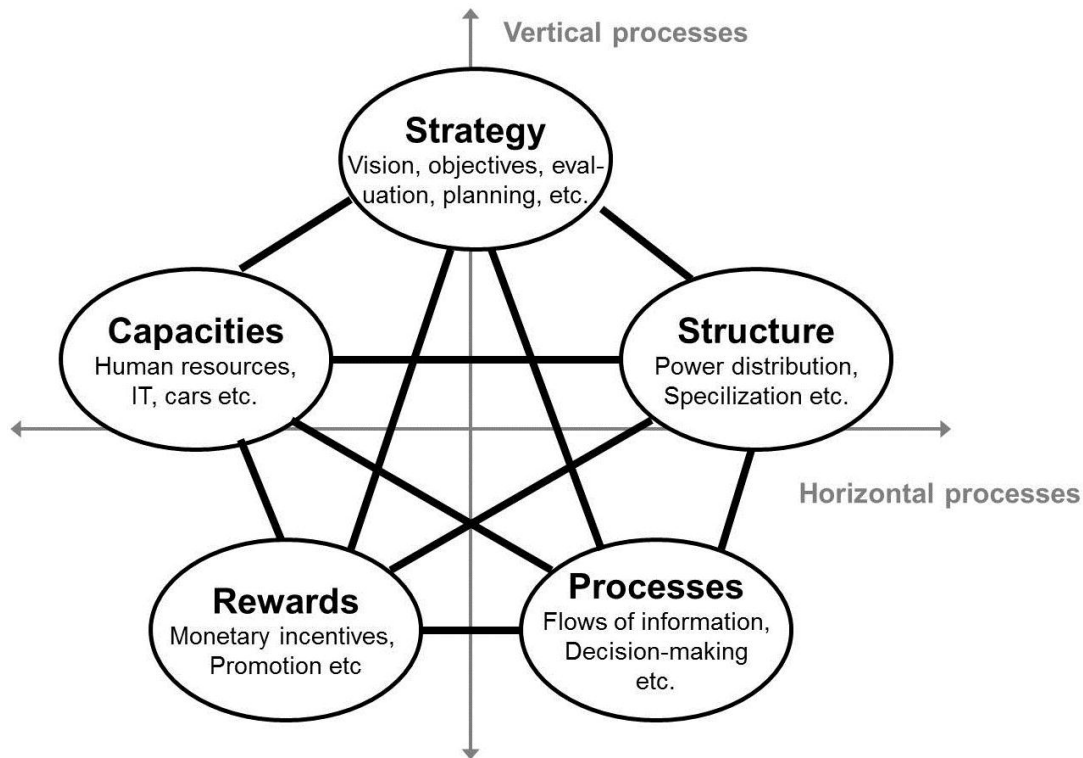 Vertical processes
Strategy
Vision, objectives, eval-
uation, planning, etc.
Capacities
Human resources,
IT, cars etc.
Structure
Power distribution,
Specilization etc.
Horizontal processes
Rewards
Monetary incentives,
Promotion etc
Processes
Flows of information,
Decision-making
etc.